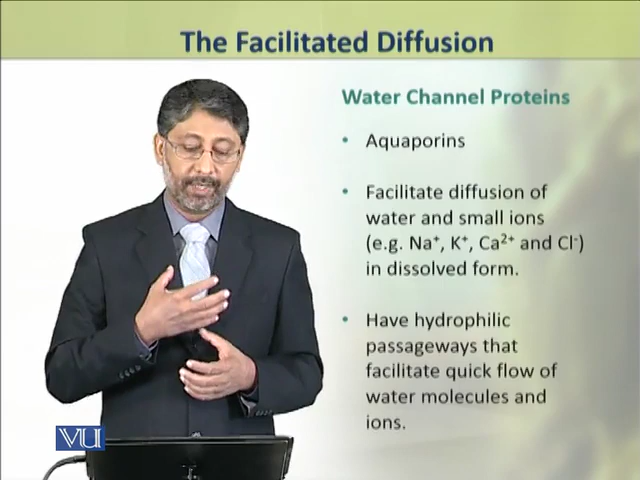 The Facilitated Diffusion
Water Channel Proteins
• Aquaporins
• Facilitate diffusion of
water and small ions
(e.g. Na⁺, K⁺, Ca²⁺ and Cl⁻)
in dissolved form.
• Have hydrophilic
passageways that
facilitate quick flow of
water molecules and
ions.
VU